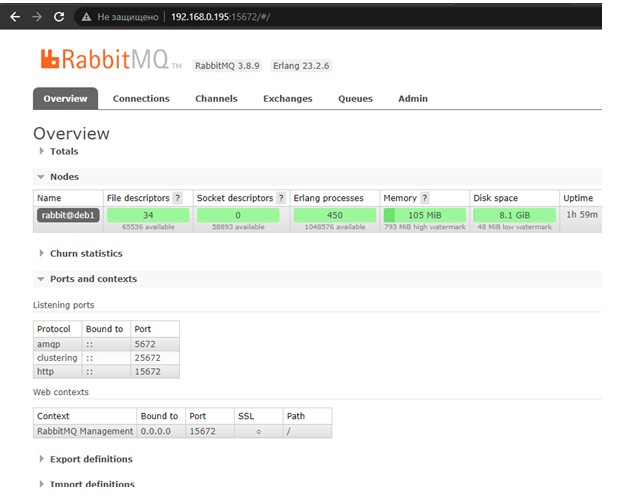 Не защищено 192.168.0.195:15672/#/
RabbitMQ TM RabbitMQ 3.8.9 Erlang 23.2.6
Overview Connections Channels Exchanges Queues Admin
Overview
Totals
Nodes
Name File descriptors ? Socket descriptors ? Erlang processes Memory ? Disk space Uptime
rabbit@deb1 34 0 450 105 MiB 8.1 GiB 1h 59m
65536 available 58893 available 1048576 available 793 MiB high watermark 48 MiB low watermark
Churn statistics
Ports and contexts
Listening ports
Protocol Bound to Port
amqp :: 5672
clustering :: 25672
http :: 15672
Web contexts
Context Bound to Port SSL Path
RabbitMQ Management 0.0.0.0 15672 ○ /
Export definitions
Import definitions